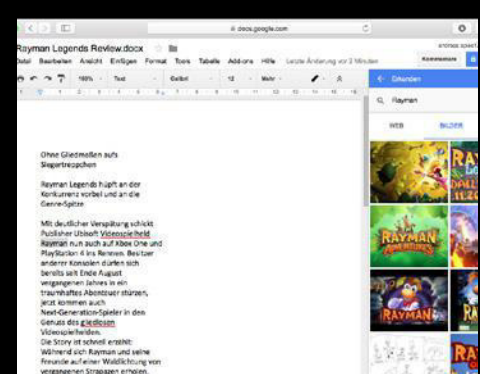 docs.google.com
Rayman Legends Review.docx
Datei Bearbeiten Ansicht Einfügen Format Tools Tabelle Add-ons Hilfe Letzte Änderung vor 2 Minuten
Kommentare
100% Text Calibri 12 Mehr
Erkunden
Rayman
WEB BILDER
Ohne Gliedmaßen aufs
Siegertreppchen
Rayman Legends hüpft an der
Konkurrenz vorbei und an die
Genre-Spitze
Mit deutlicher Verspätung schickt
Publisher Ubisoft Videospielheld
Rayman nun auch auf Xbox One und
PlayStation 4 ins Rennen. Besitzer
anderer Konsolen durften sich
bereits seit Ende August
vergangenen Jahres in ein
traumhaftes Abenteuer stürzen,
jetzt kommen auch
Next-Generation-Spieler in den
Genuss des gliedlosen
Videospielhelden.
Die Story ist schnell erzählt:
Während sich Rayman und seine
Freunde auf einer Waldlichtung von
vergangenen Strapazen erholen,
RAYMAN
ADVENTURES
RAYMAN